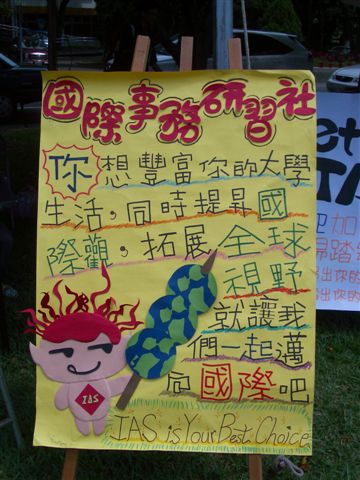 國際事務研習社
你想豐富你的大學
生活，同時提昇國
際觀，拓展全球
視野
就讓我
們一起邁
向國際吧
IAS
IAS is Your Best Choice